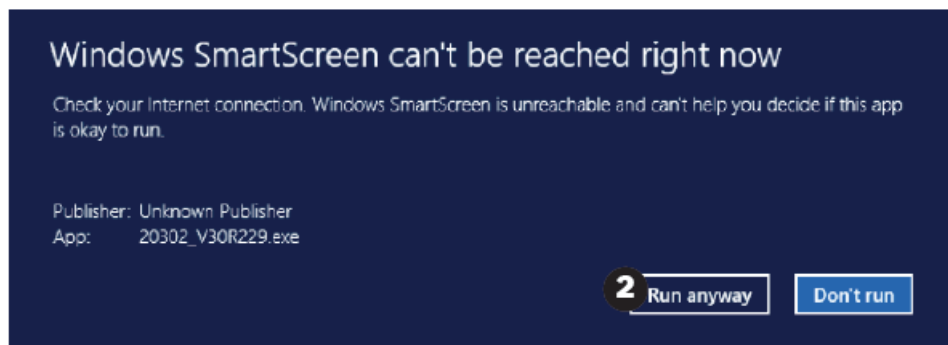 Windows SmartScreen can't be reached right now
Check your Internet connection. Windows SmartScreen is unreachable and can't help you decide if this app
is okay to run.
Publisher: Unknown Publisher
App: 20302_V30R229.exe
2 Run anyway Don't run